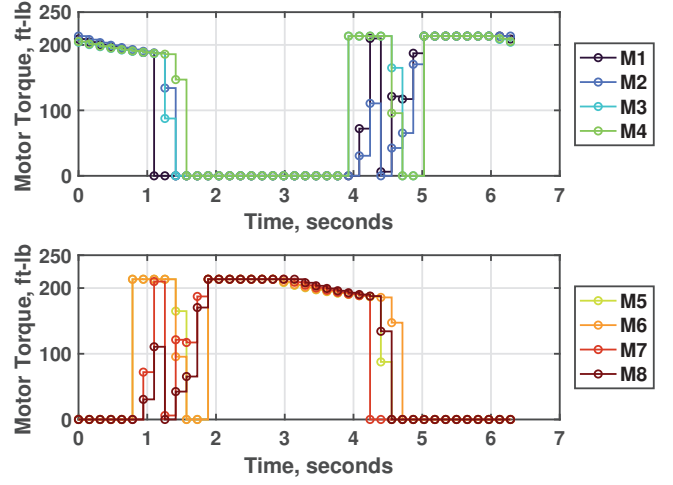 250
200
100
0
Motor Torque, ft-lb
0 1 2 3 4 5 6 7
Time, seconds
M1
M2
M3
M4
250
200
100
0
Motor Torque, ft-lb
0 1 2 3 4 5 6 7
Time, seconds
M5
M6
M7
M8